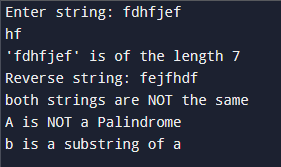 Enter string: fdhfjef
hf
'fdhfjef' is of the length 7
Reverse string: fejfhdf
both strings are NOT the same
A is NOT a Palindrome
b is a substring of a